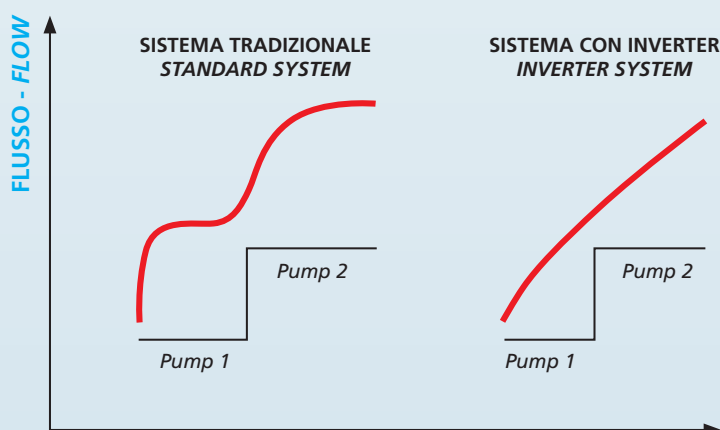 FLUSSO - FLOW
SISTEMA TRADIZIONALE
STANDARD SYSTEM
SISTEMA CON INVERTER
INVERTER SYSTEM
Pump 2
Pump 1
Pump 2
Pump 1